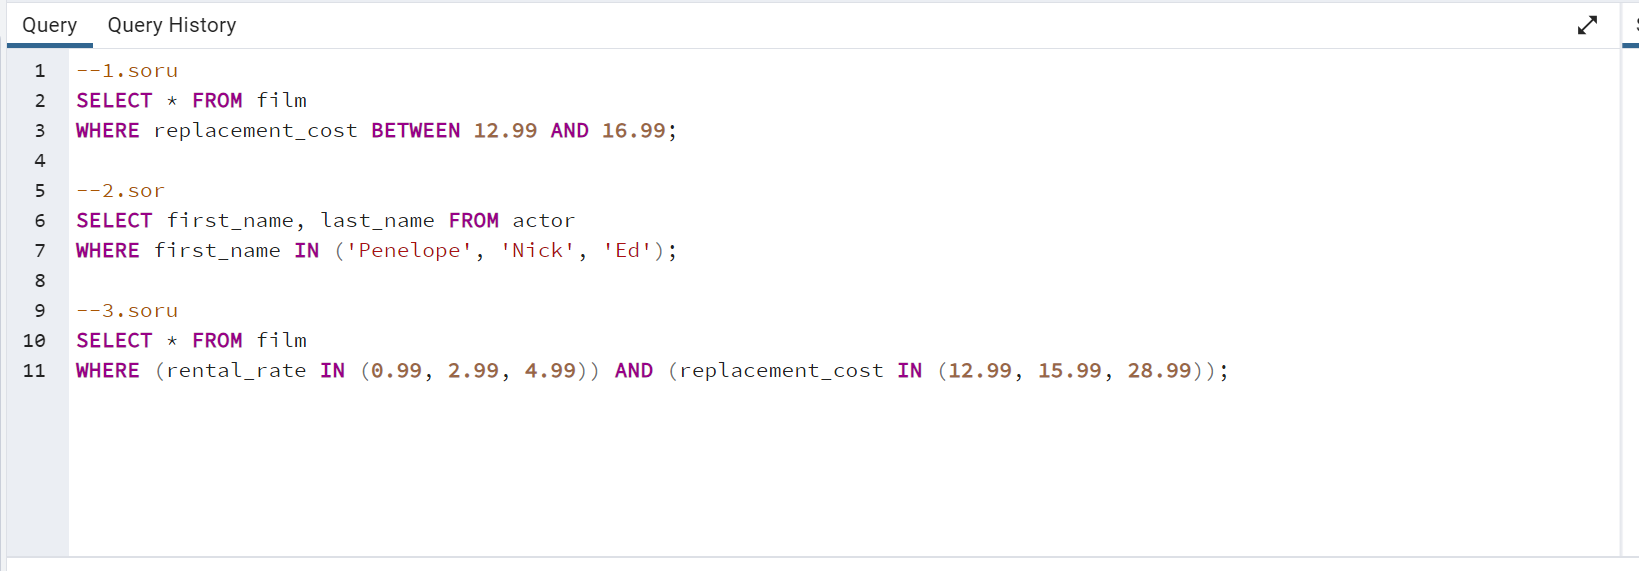 Query Query History
1 --1.soru
2 SELECT * FROM film
3 WHERE replacement_cost BETWEEN 12.99 AND 16.99;
4
5 --2.sor
6 SELECT first_name, last_name FROM actor
7 WHERE first_name IN ('Penelope', 'Nick', 'Ed');
8
9 --3.soru
10 SELECT * FROM film
11 WHERE (rental_rate IN (0.99, 2.99, 4.99)) AND (replacement_cost IN (12.99, 15.99, 28.99));